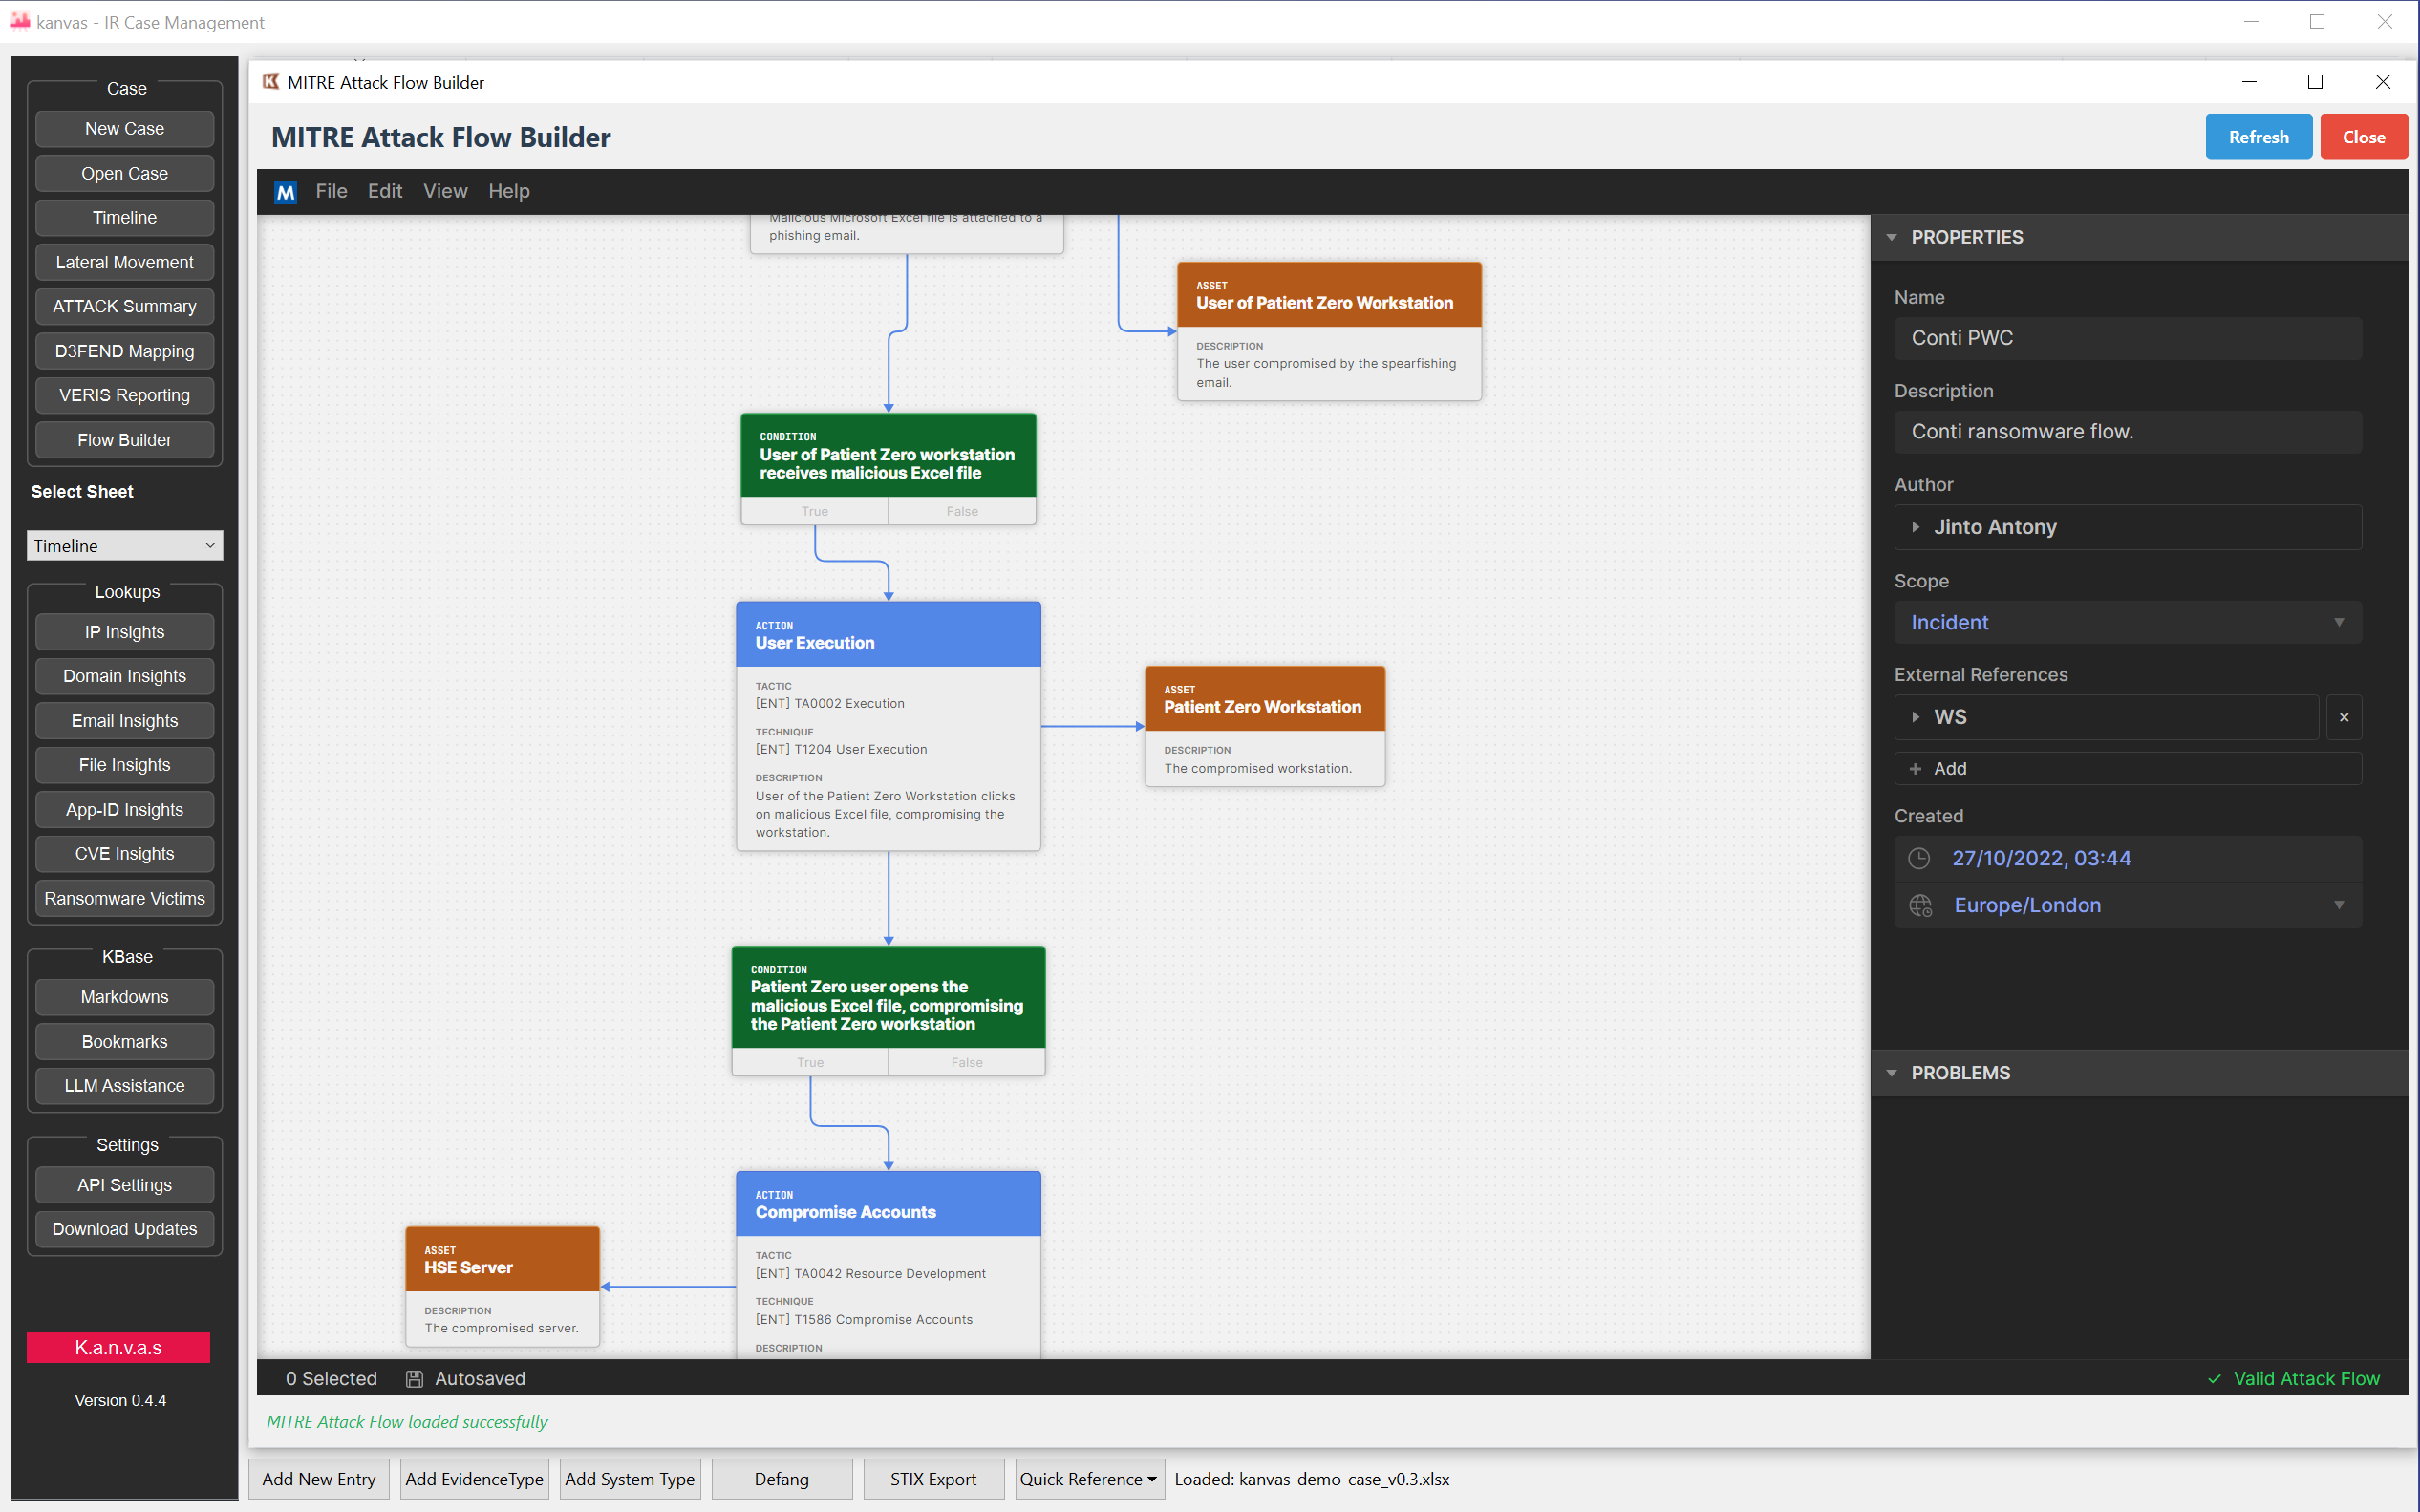 kanvas - IR Case Management
Case
New Case
Open Case
Timeline
Lateral Movement
ATTACK Summary
D3FEND Mapping
VERIS Reporting
Flow Builder
Select Sheet
Timeline
Lookups
IP Insights
Domain Insights
Email Insights
File Insights
App-ID Insights
CVE Insights
Ransomware Victims
KBase
Markdowns
Bookmarks
LLM Assistance
Settings
API Settings
Download Updates
K.a.n.v.a.s
Version 0.4.4
MITRE Attack Flow Builder
MITRE Attack Flow Builder
Refresh
Close
M
File Edit View Help
Malicious Microsoft Excel file is attached to a
phishing email.
ASSET
User of Patient Zero Workstation
DESCRIPTION
The user compromised by the spearfishing
email.
CONDITION
User of Patient Zero workstation
receives malicious Excel file
True False
ACTION
User Execution
TACTIC
[ENT] TA0002 Execution
TECHNIQUE
[ENT] T1204 User Execution
DESCRIPTION
User of the Patient Zero Workstation clicks
on malicious Excel file, compromising the
workstation.
ASSET
Patient Zero Workstation
DESCRIPTION
The compromised workstation.
CONDITION
Patient Zero user opens the
malicious Excel file, compromising
the Patient Zero workstation
True False
ACTION
Compromise Accounts
TACTIC
[ENT] TA0042 Resource Development
TECHNIQUE
[ENT] T1586 Compromise Accounts
DESCRIPTION
ASSET
HSE Server
DESCRIPTION
The compromised server.
PROPERTIES
Name
Conti PWC
Description
Conti ransomware flow.
Author
Jinto Antony
Scope
Incident
External References
WS
+ Add
Created
27/10/2022, 03:44
Europe/London
PROBLEMS
0 Selected Autosaved
Valid Attack Flow
MITRE Attack Flow loaded successfully
Add New Entry Add EvidenceType Add System Type Defang STIX Export Quick Reference Loaded: kanvas-demo-case_v0.3.xlsx